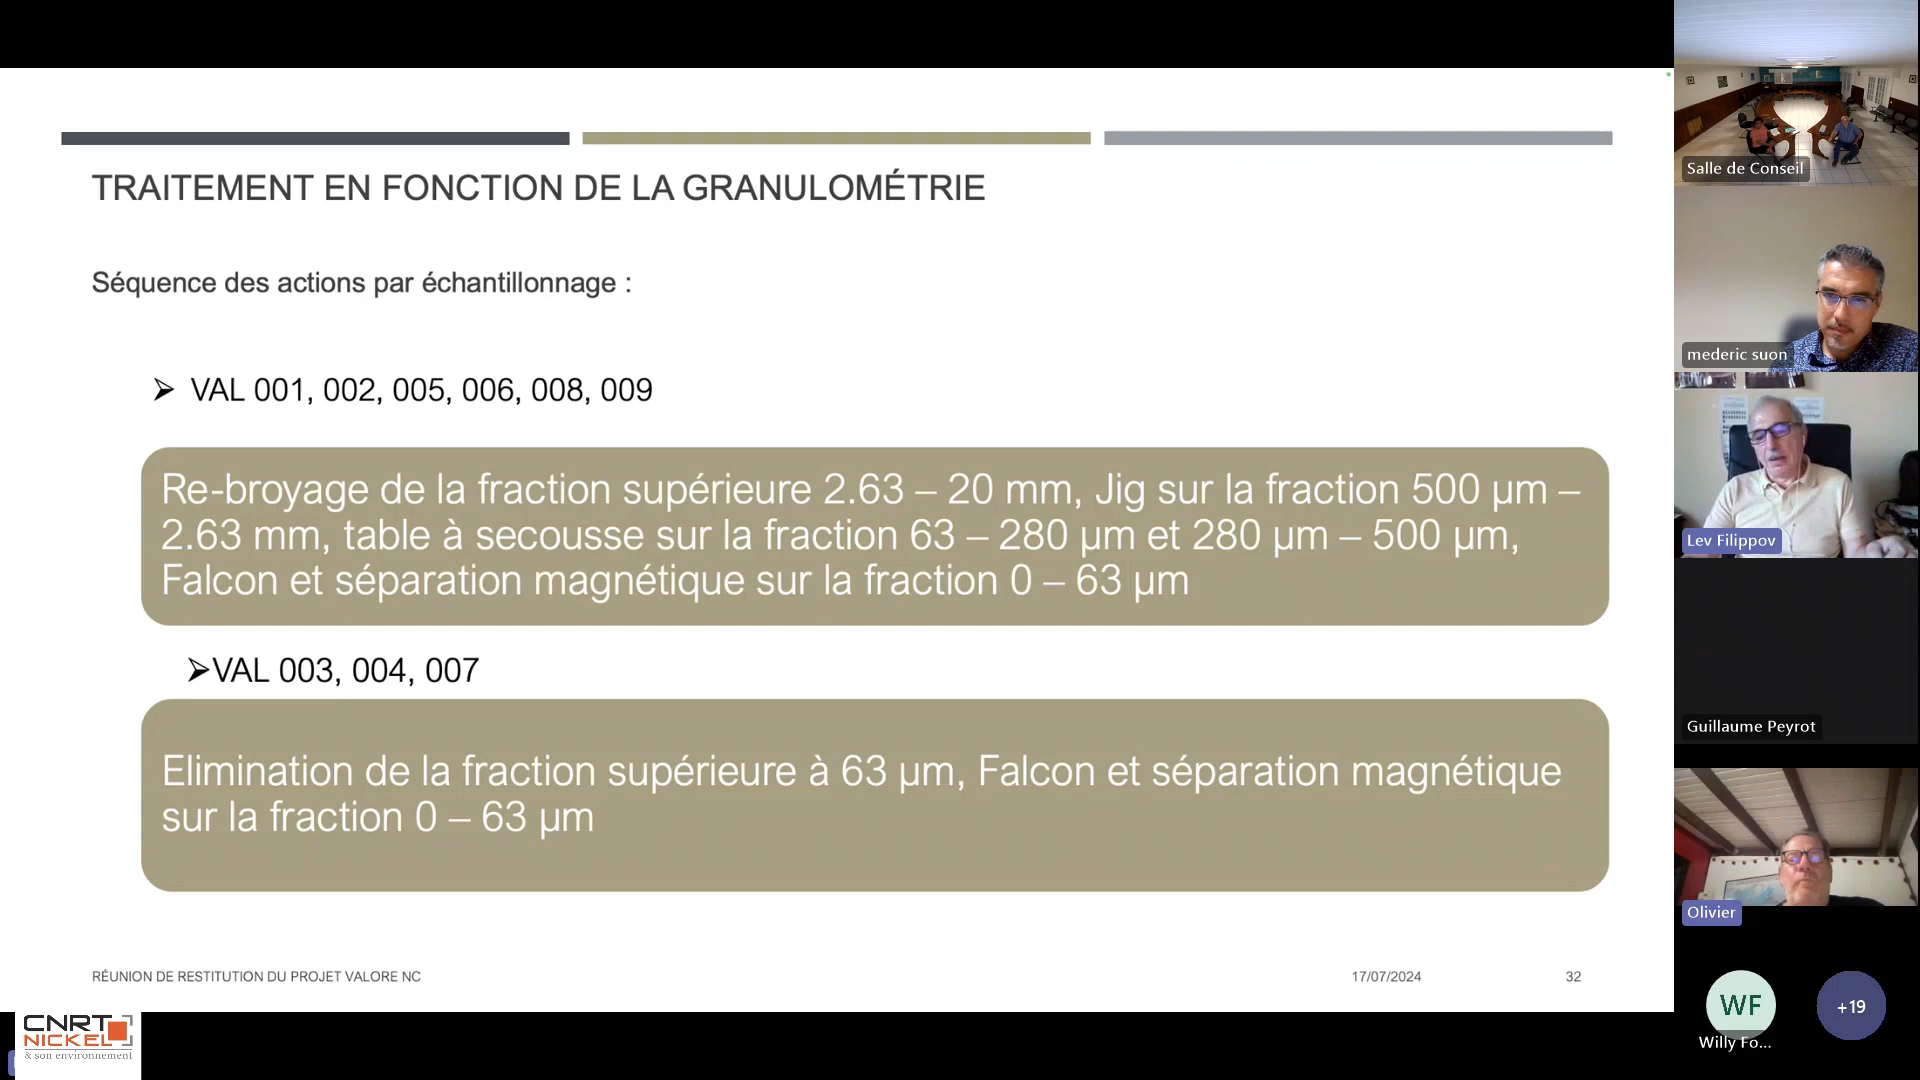 TRAITEMENT EN FONCTION DE LA GRANULOMÉTRIE
Séquence des actions par échantillonnage :
➢ VAL 001, 002, 005, 006, 008, 009
Re-broyage de la fraction supérieure 2.63 – 20 mm, Jig sur la fraction 500 µm –
2.63 mm, table à secousse sur la fraction 63 – 280 µm et 280 µm – 500 µm,
Falcon et séparation magnétique sur la fraction 0 – 63 µm
➢VAL 003, 004, 007
Elimination de la fraction supérieure à 63 µm, Falcon et séparation magnétique
sur la fraction 0 – 63 µm
RÉUNION DE RESTITUTION DU PROJET VALORE NC
17/07/2024
32
CNRT
NICKEL
& son environnement
Salle de Conseil
mederic suon
Lev Filippov
Guillaume Peyrot
Olivier
WF
Willy Fo...
+19